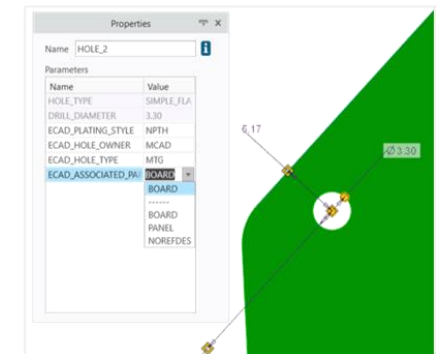 Properties
Name HOLE_2
Parameters
Name Value
HOLE_TYPE SIMPLE_FLA
DRILL_DIAMETER 3.30
ECAD_PLATING_STYLE NPTH
ECAD_HOLE_OWNER MCAD
ECAD_HOLE_TYPE MTG
ECAD_ASSOCIATED_PA BOARD
BOARD
------
BOARD
PANEL
NOREFDES
6.17
Ø3.30